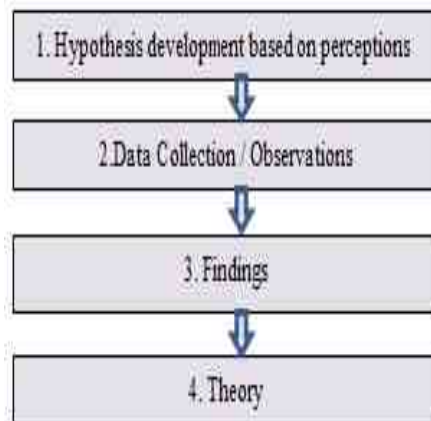 1. Hypothesis development based on perceptions
2.Data Collection / Observations
3. Findings
4. Theory